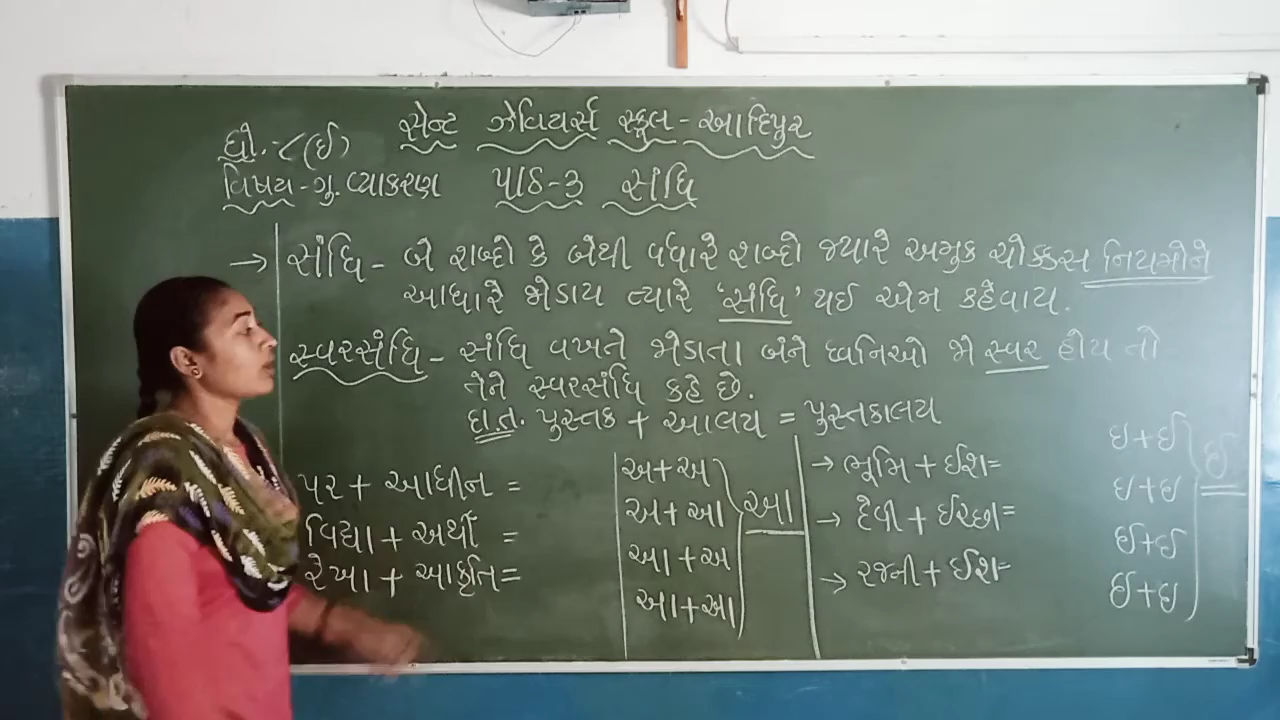 સેન્ટ ઝેવિયર્સ સ્કૂલ - આદિપુર
ધો. - ૮ (ઈ)
વિષય - ગુ. વ્યાકરણ પાઠ - ૩ સંધિ
→ સંધિ - બે શબ્દો કે બેથી વધારે શબ્દો જ્યારે અમુક ચોક્કસ નિયમોને
આધારે જોડાય ત્યારે 'સંધિ' થઈ એમ કહેવાય.
સ્વરસંધિ - સંધિ વખતે જોડાતા બંને ધ્વનિઓ જો સ્વર હોય તો
તેને સ્વરસંધિ કહે છે.
દા.ત. પુસ્તક + આલય = પુસ્તકાલય
પર + આધીન =
વિદ્યા + અર્થી =
રેખા + આકૃતિ =
અ + અ
અ + આ
આ + અ
આ + આ
આ
→ ભૂમિ + ઈશ =
→ દેવી + ઈચ્છા =
→ રજની + ઈશ =
ઇ + ઈ
ઇ + ઇ
ઈ + ઈ
ઈ + ઇ
ઈ